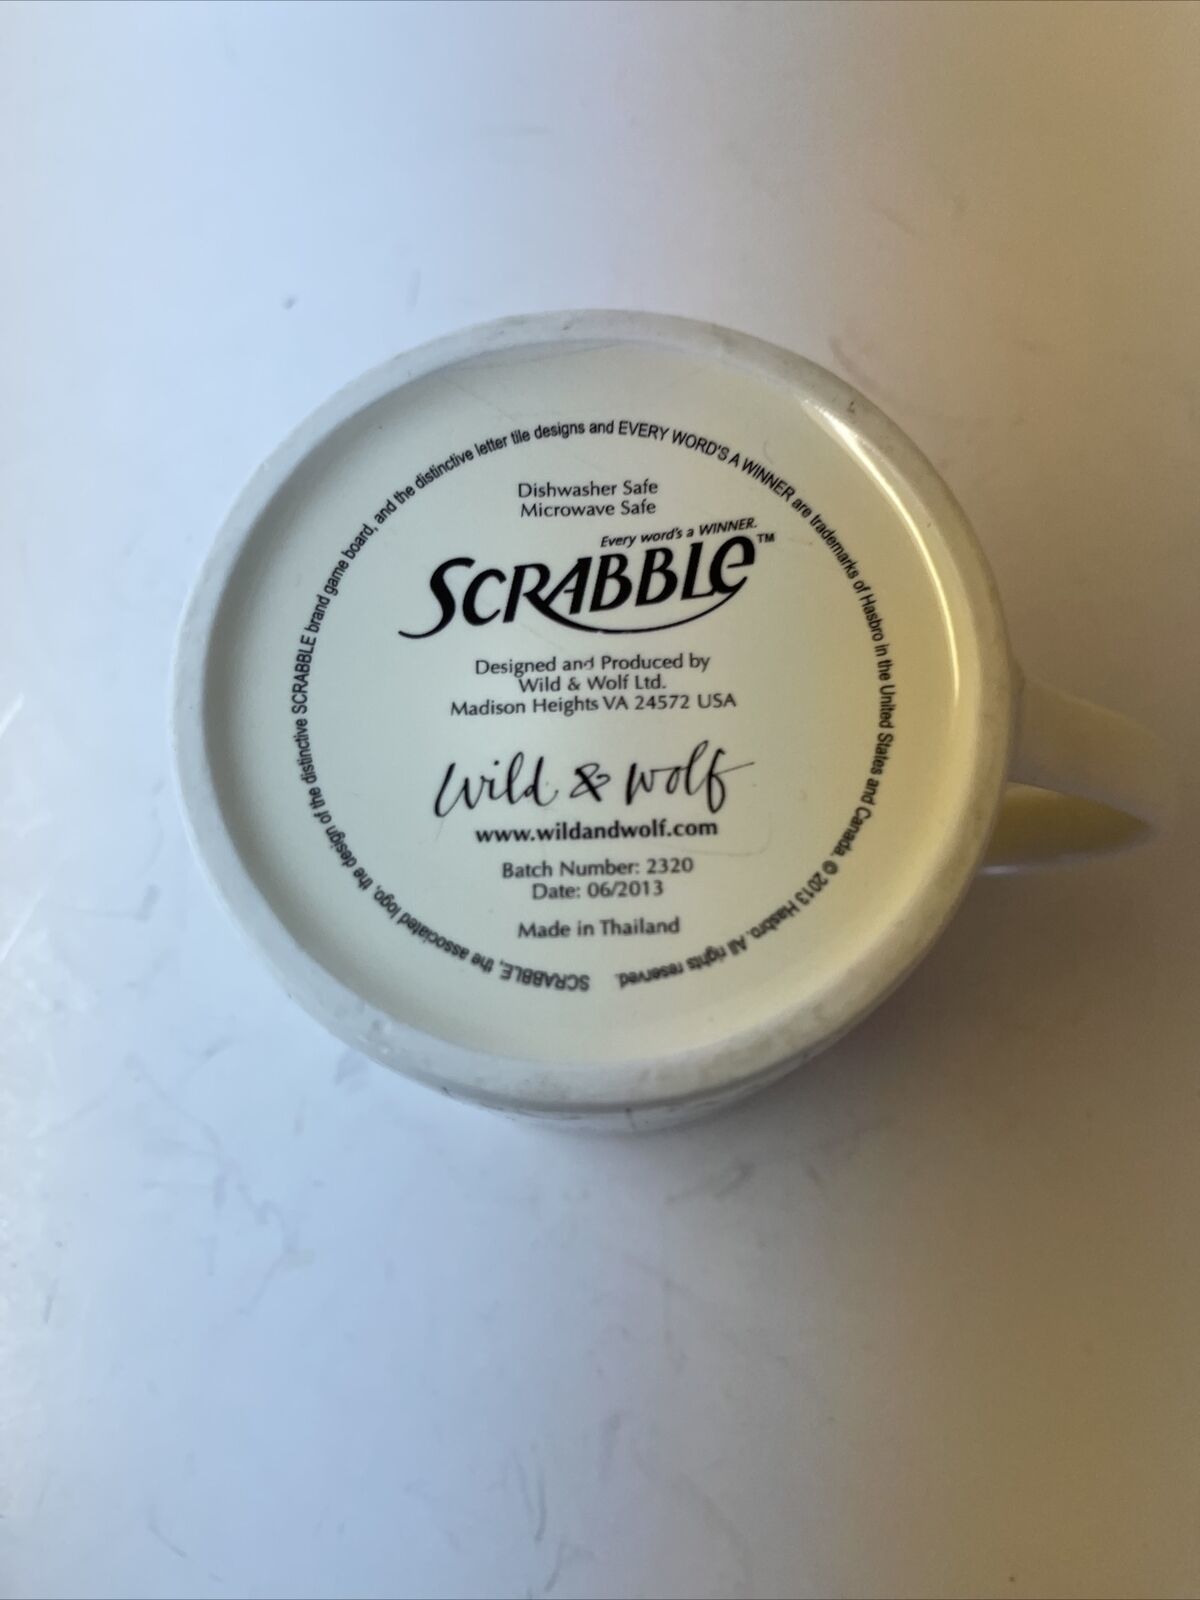 SCRABBLE, the associated logo, the design of the distinctive SCRABBLE brand game board, and the distinctive letter tile designs and EVERY WORD'S A WINNER are trademarks of Hasbro in the United States and Canada. © 2013 Hasbro. All rights reserved.
Dishwasher Safe
Microwave Safe
Every word's a WINNER.
SCRABBLE™
Designed and Produced by
Wild & Wolf Ltd.
Madison Heights VA 24572 USA
Wild & Wolf
www.wildandwolf.com
Batch Number: 2320
Date: 06/2013
Made in Thailand